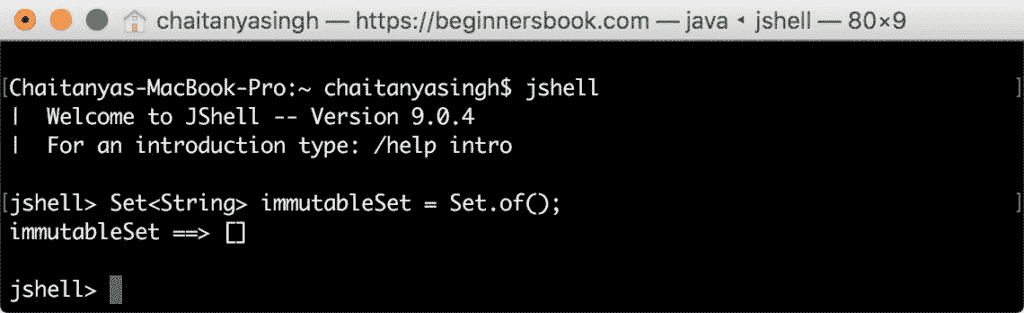 chaitanyasingh — https://beginnersbook.com — java ◂ jshell — 80×9
[Chaitanyas-MacBook-Pro:~ chaitanyasingh$ jshell ]
| Welcome to JShell -- Version 9.0.4
| For an introduction type: /help intro
[jshell> Set<String> immutableSet = Set.of(); ]
immutableSet ==> []
jshell>